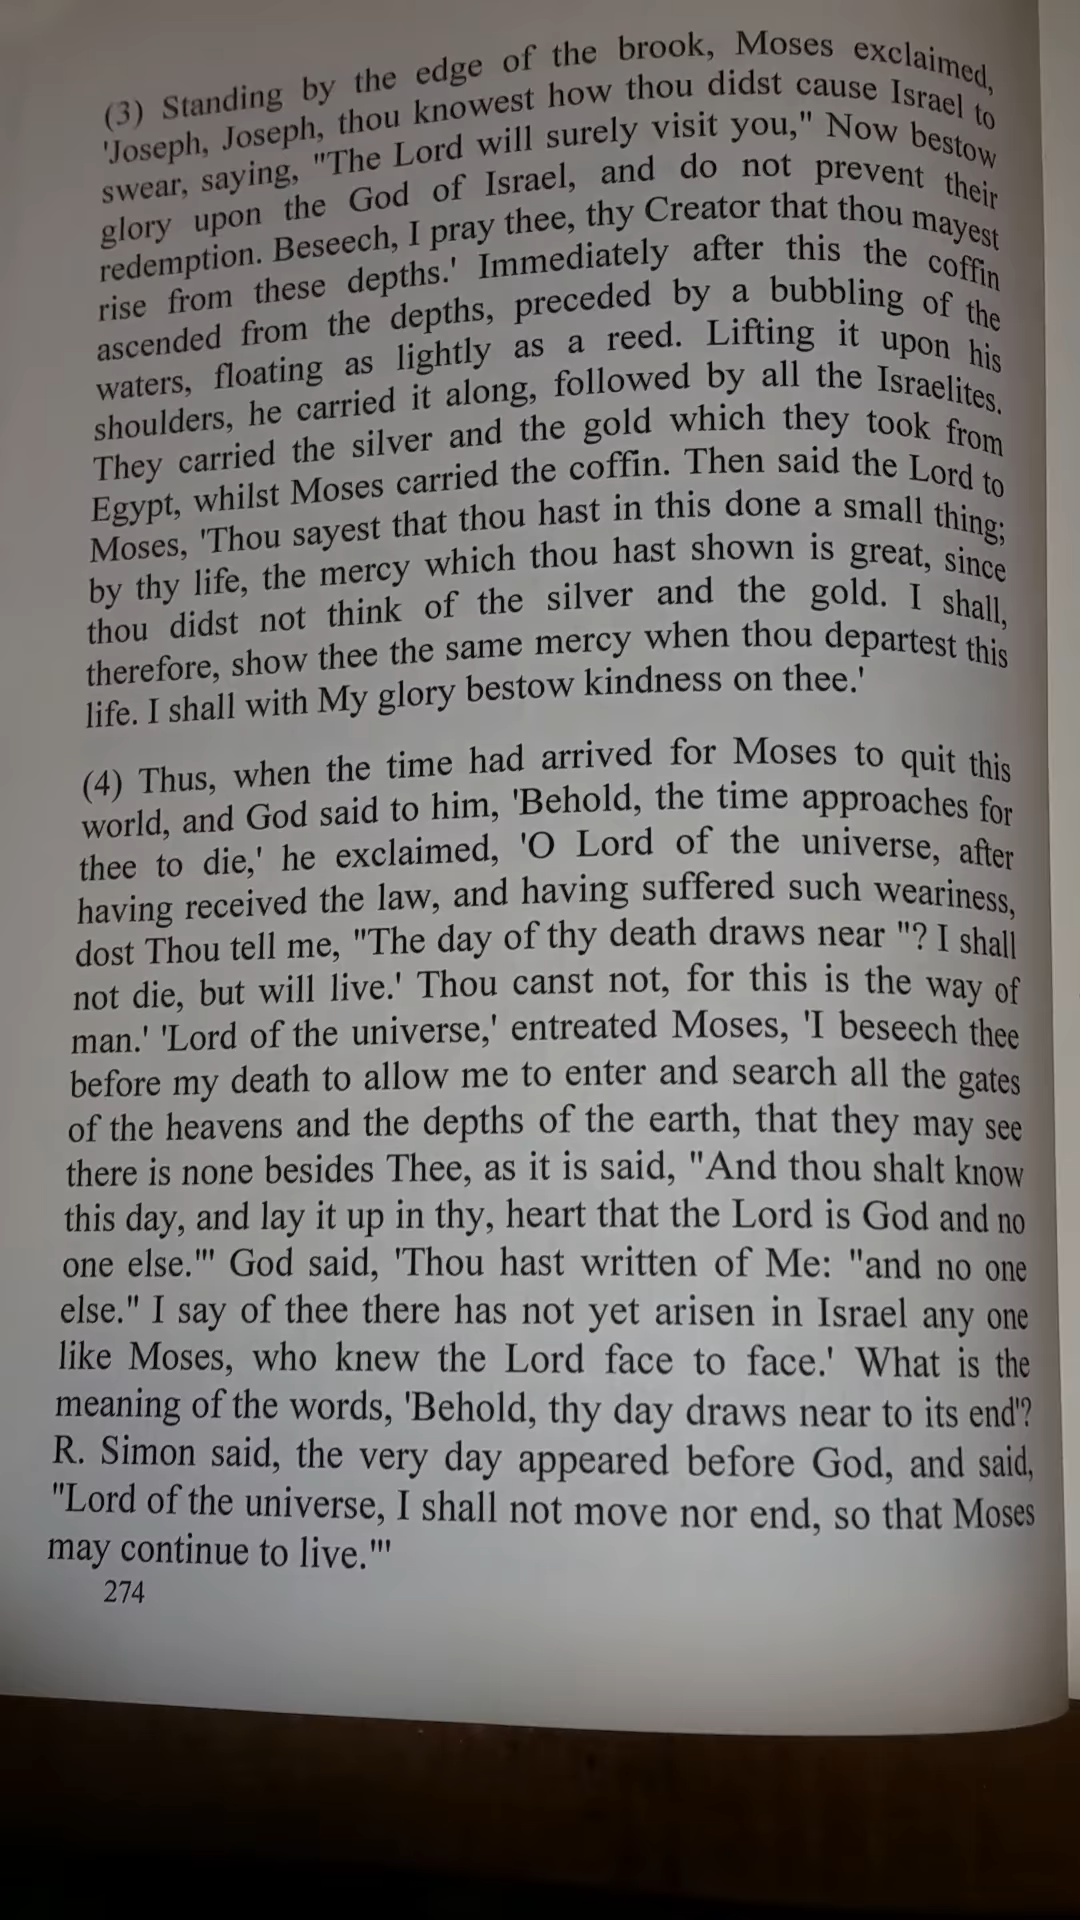 (3) Standing by the edge of the brook, Moses exclaimed,
'Joseph, Joseph, thou knowest how thou didst cause Israel to
swear, saying, "The Lord will surely visit you," Now bestow
glory upon the God of Israel, and do not prevent their
redemption. Beseech, I pray thee, thy Creator that thou mayest
rise from these depths.' Immediately after this the coffin
ascended from the depths, preceded by a bubbling of the
waters, floating as lightly as a reed. Lifting it upon his
shoulders, he carried it along, followed by all the Israelites.
They carried the silver and the gold which they took from
Egypt, whilst Moses carried the coffin. Then said the Lord to
Moses, 'Thou sayest that thou hast in this done a small thing;
by thy life, the mercy which thou hast shown is great, since
thou didst not think of the silver and the gold. I shall,
therefore, show thee the same mercy when thou departest this
life. I shall with My glory bestow kindness on thee.'
(4) Thus, when the time had arrived for Moses to quit this
world, and God said to him, 'Behold, the time approaches for
thee to die,' he exclaimed, 'O Lord of the universe, after
having received the law, and having suffered such weariness,
dost Thou tell me, "The day of thy death draws near "? I shall
not die, but will live.' Thou canst not, for this is the way of
man.' 'Lord of the universe,' entreated Moses, 'I beseech thee
before my death to allow me to enter and search all the gates
of the heavens and the depths of the earth, that they may see
there is none besides Thee, as it is said, "And thou shalt know
this day, and lay it up in thy, heart that the Lord is God and no
one else."' God said, 'Thou hast written of Me: "and no one
else." I say of thee there has not yet arisen in Israel any one
like Moses, who knew the Lord face to face.' What is the
meaning of the words, 'Behold, thy day draws near to its end'?
R. Simon said, the very day appeared before God, and said,
"Lord of the universe, I shall not move nor end, so that Moses
may continue to live."'
274